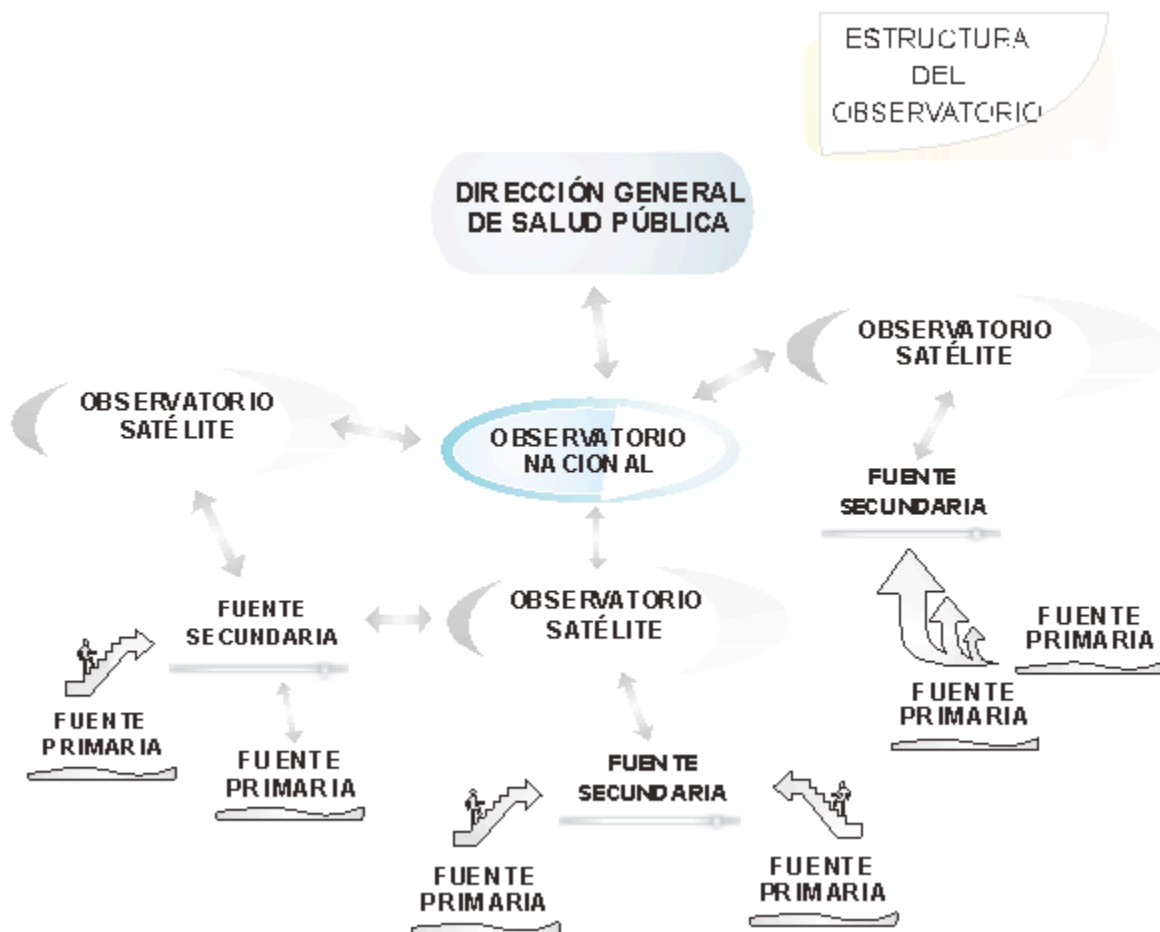 ESTRUCTURA
DEL
OBSERVATORIO
DIRECCIÓN GENERAL
DE SALUD PÚBLICA
OBSERVATORIO
SATÉLITE
OBSERVATORIO
SATÉLITE
OBSERVATORIO
NACIONAL
FUENTE
SECUNDARIA
OBSERVATORIO
SATÉLITE
FUENTE
SECUNDARIA
FUENTE
PRIMARIA
FUENTE
PRIMARIA
FUENTE
PRIMARIA
FUENTE
PRIMARIA
FUENTE
SECUNDARIA
FUENTE
PRIMARIA
FUENTE
PRIMARIA